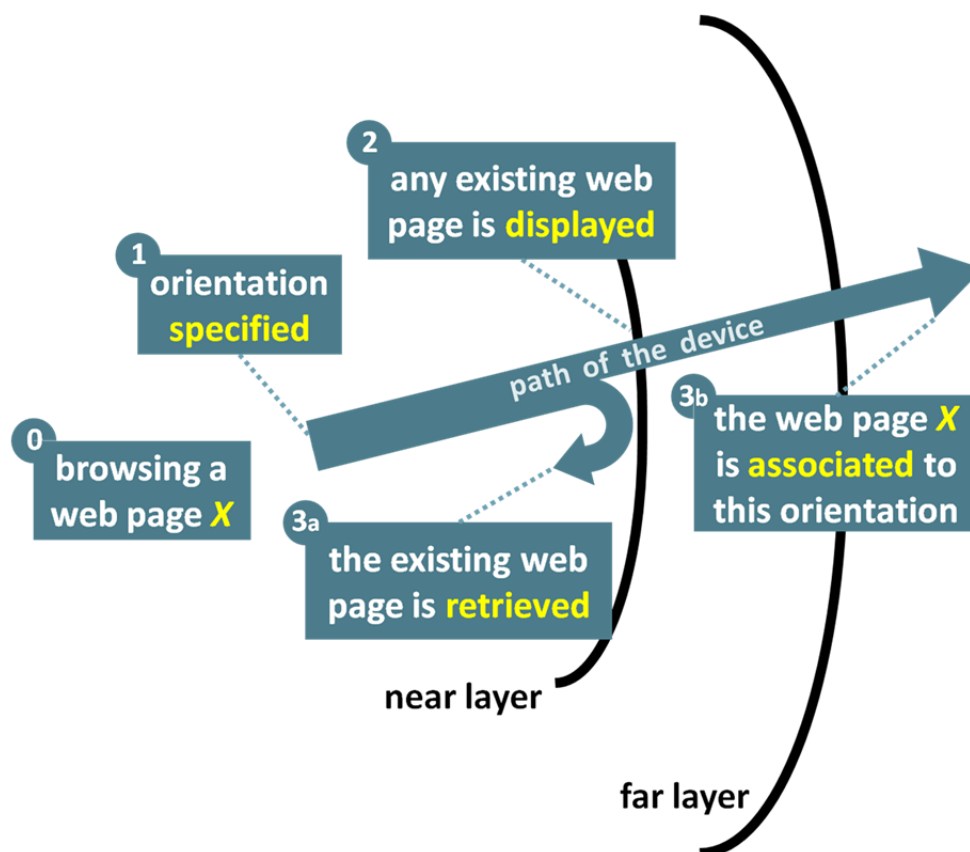 0
browsing a
web page X
1
orientation
specified
2
any existing web
page is displayed
path of the device
3a
the existing web
page is retrieved
3b
the web page X
is associated to
this orientation
near layer
far layer